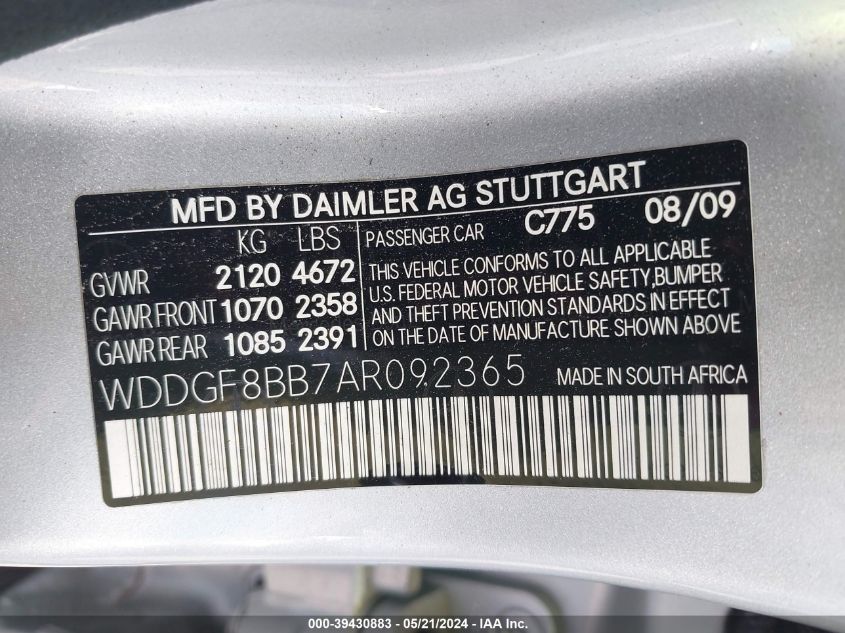 MFD BY DAIMLER AG STUTTGART
KG LBS PASSENGER CAR C775 08/09
GVWR 2120 4672
GAWR FRONT 1070 2358
GAWR REAR 1085 2391
THIS VEHICLE CONFORMS TO ALL APPLICABLE
U.S. FEDERAL MOTOR VEHICLE SAFETY,BUMPER
AND THEFT PREVENTION STANDARDS IN EFFECT
ON THE DATE OF MANUFACTURE SHOWN ABOVE
WDDGF8BB7AR092365 MADE IN SOUTH AFRICA
000-39430883 - 05/21/2024 - IAA Inc.